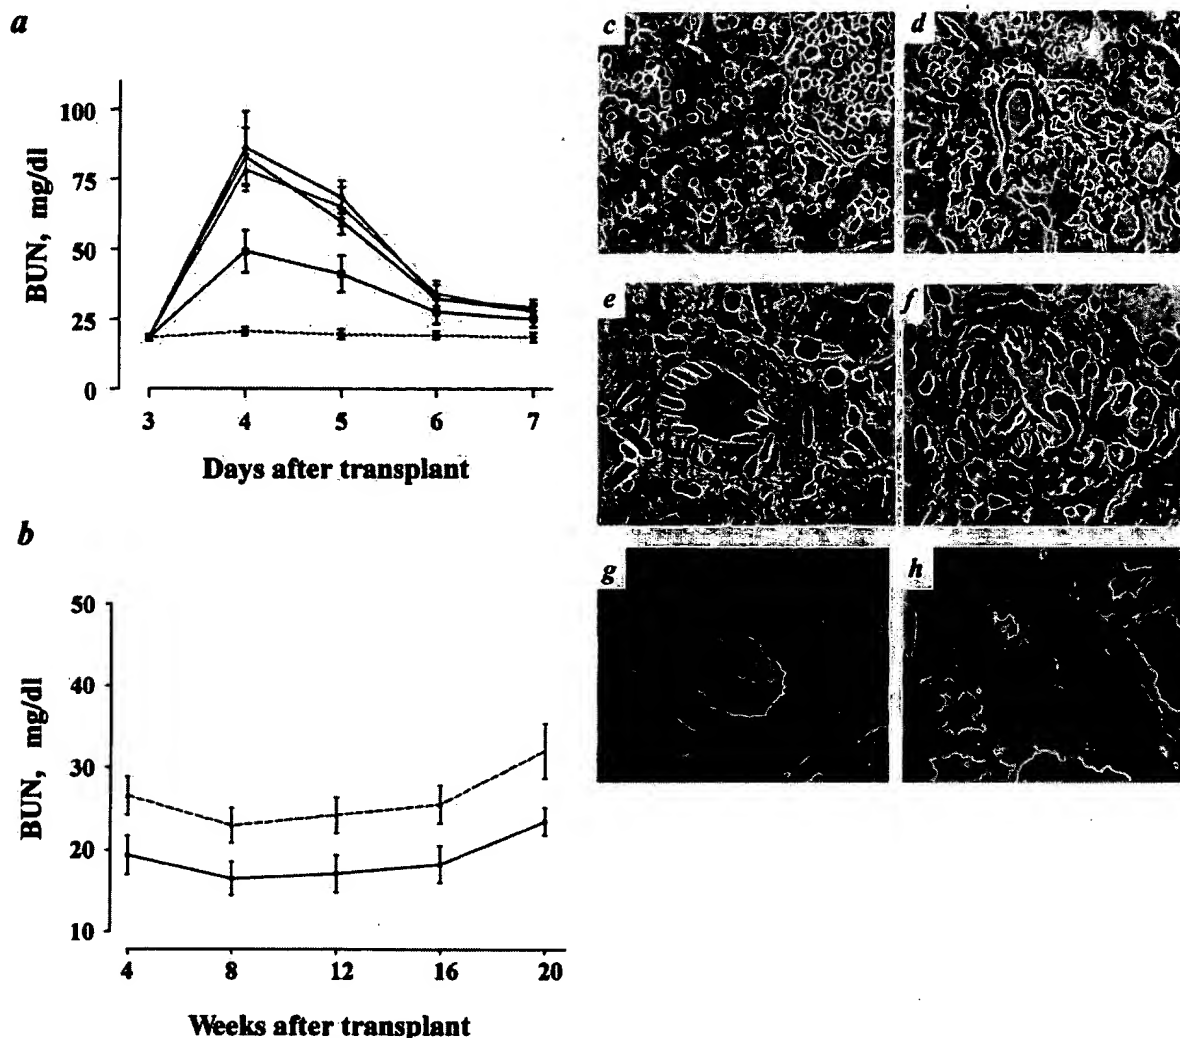 a
BUN, mg/dl
100
75
50
25
0
3 4 5 6 7
Days after transplant
b
BUN, mg/dl
50
40
30
20
10
4 8 12 16 20
Weeks after transplant
c
d
e
f
g
h